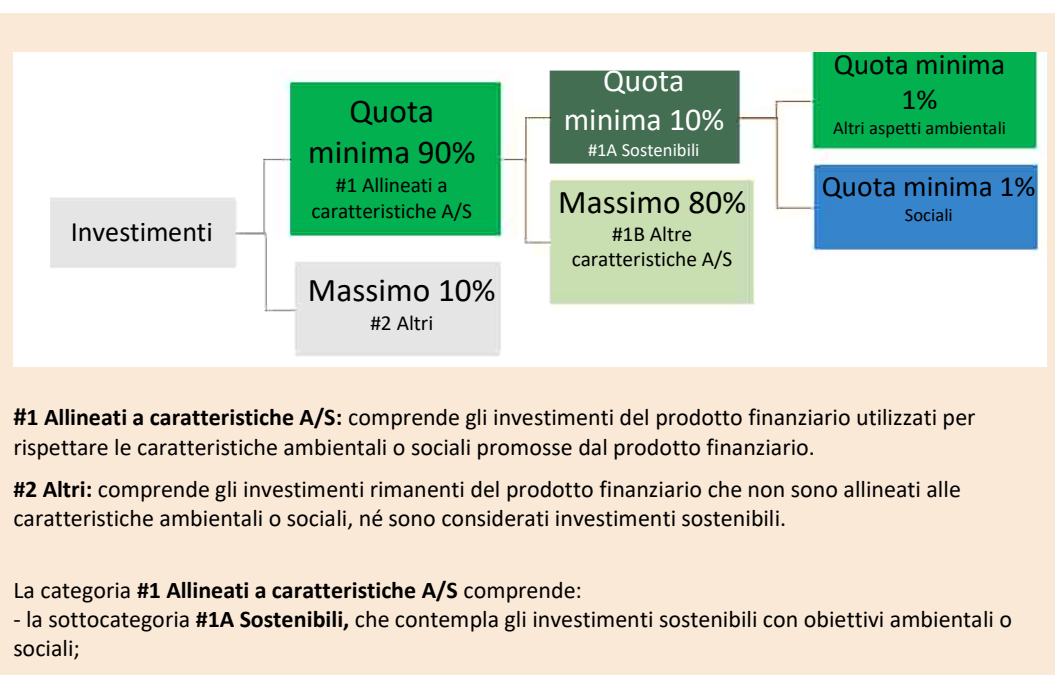 Investimenti
Quota
minima 90%
#1 Allineati a
caratteristiche A/S
Massimo 10%
#2 Altri
Quota
minima 10%
#1A Sostenibili
Massimo 80%
#1B Altre
caratteristiche A/S
Quota minima
1%
Altri aspetti ambientali
Quota minima 1%
Sociali
#1 Allineati a caratteristiche A/S: comprende gli investimenti del prodotto finanziario utilizzati per
rispettare le caratteristiche ambientali o sociali promosse dal prodotto finanziario.
#2 Altri: comprende gli investimenti rimanenti del prodotto finanziario che non sono allineati alle
caratteristiche ambientali o sociali, né sono considerati investimenti sostenibili.
La categoria #1 Allineati a caratteristiche A/S comprende:
- la sottocategoria #1A Sostenibili, che contempla gli investimenti sostenibili con obiettivi ambientali o
sociali;